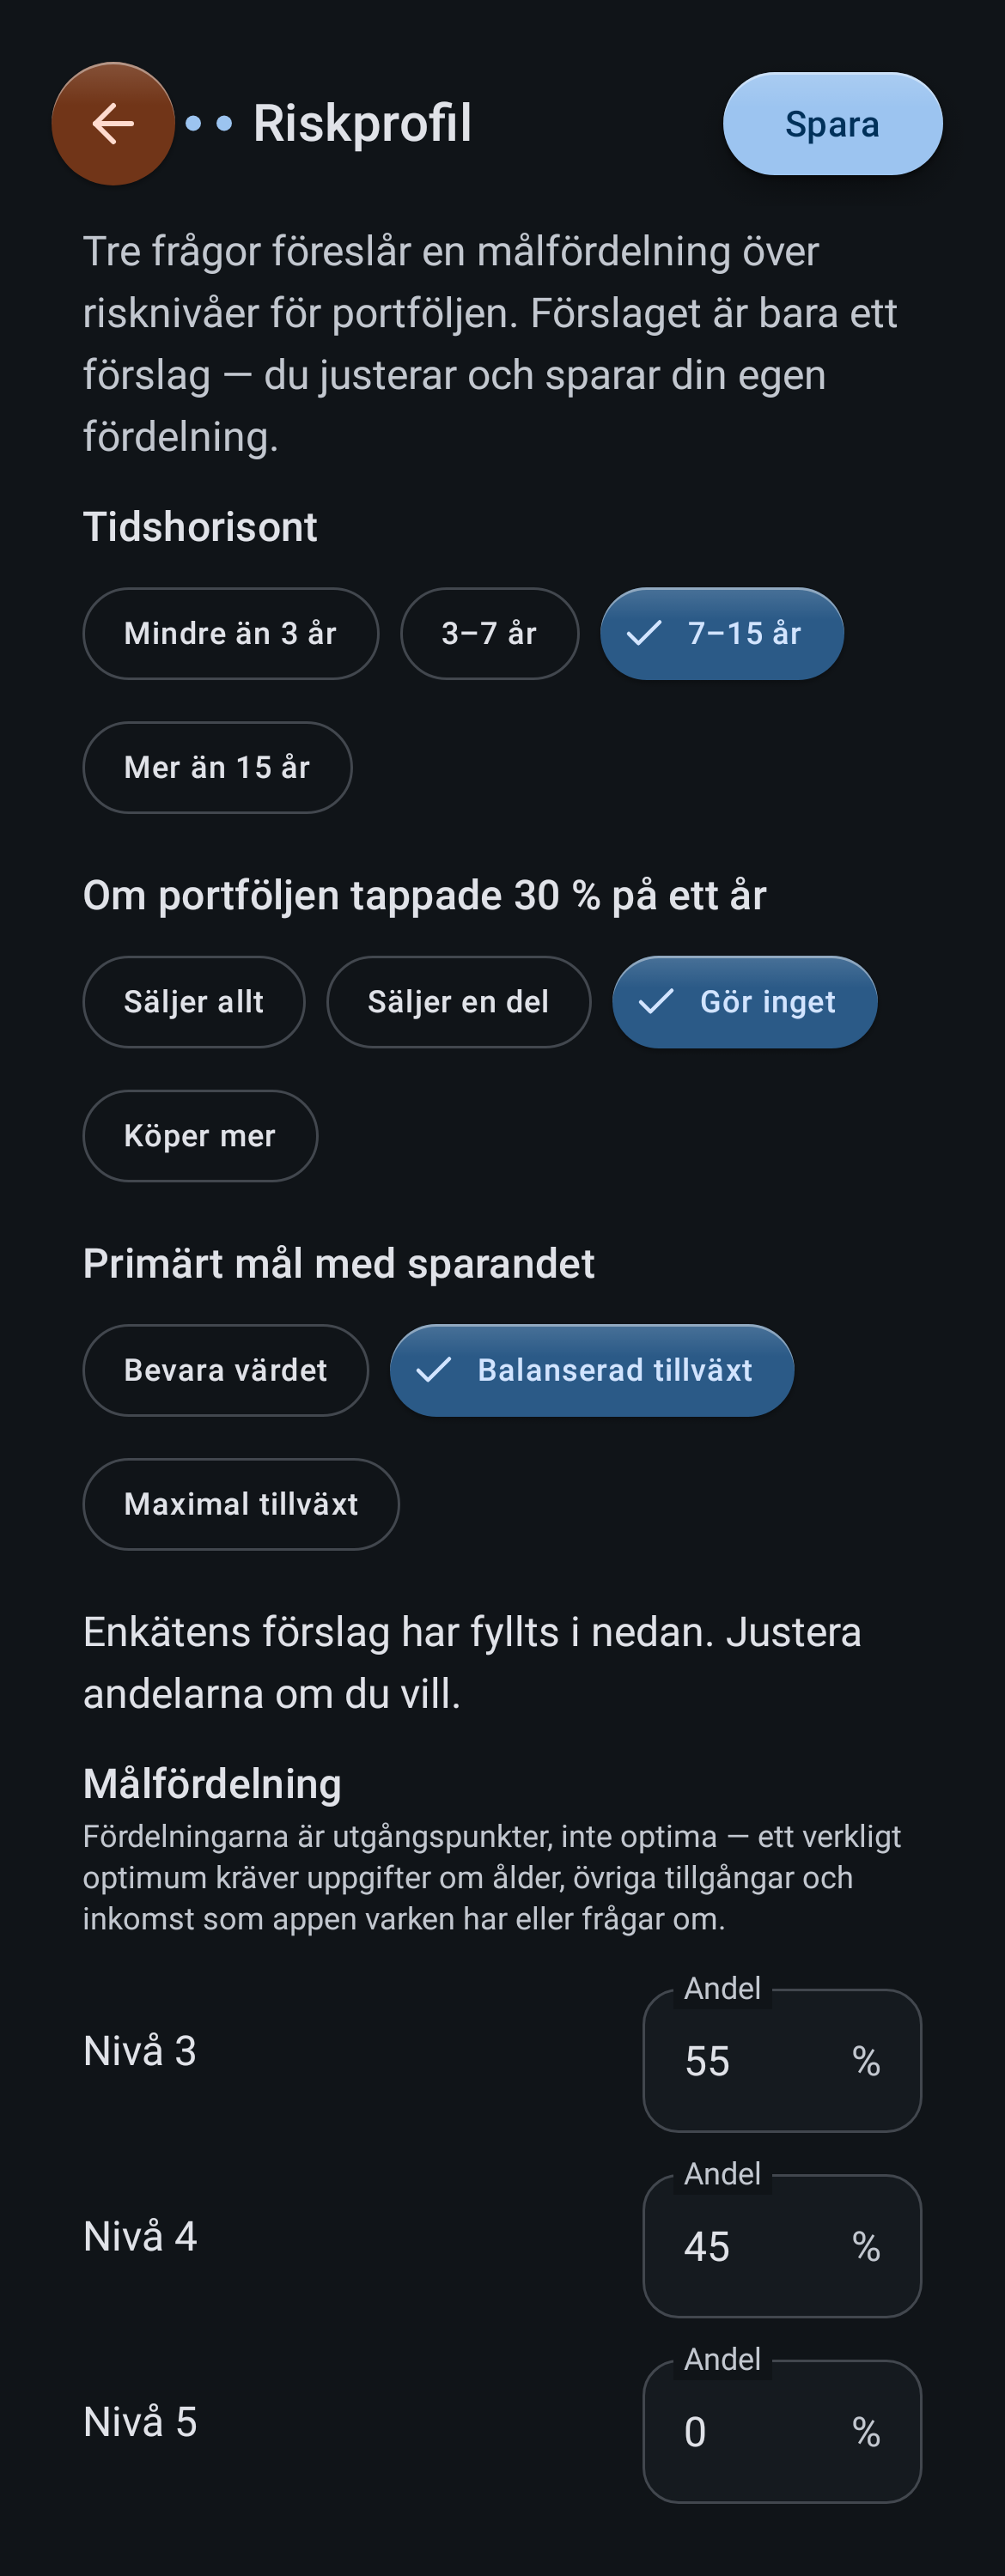 Riskprofil
Spara
Tre frågor föreslår en målfördelning över
risknivåer för portföljen. Förslaget är bara ett
förslag — du justerar och sparar din egen
fördelning.
Tidshorisont
Mindre än 3 år
3–7 år
7–15 år
Mer än 15 år
Om portföljen tappade 30 % på ett år
Säljer allt
Säljer en del
Gör inget
Köper mer
Primärt mål med sparandet
Bevara värdet
Balanserad tillväxt
Maximal tillväxt
Enkätens förslag har fyllts i nedan. Justera
andelarna om du vill.
Målfördelning
Fördelningarna är utgångspunkter, inte optima — ett verkligt
optimum kräver uppgifter om ålder, övriga tillgångar och
inkomst som appen varken har eller frågar om.
Andel
Nivå 3
55 %
Andel
Nivå 4
45 %
Andel
Nivå 5
0 %